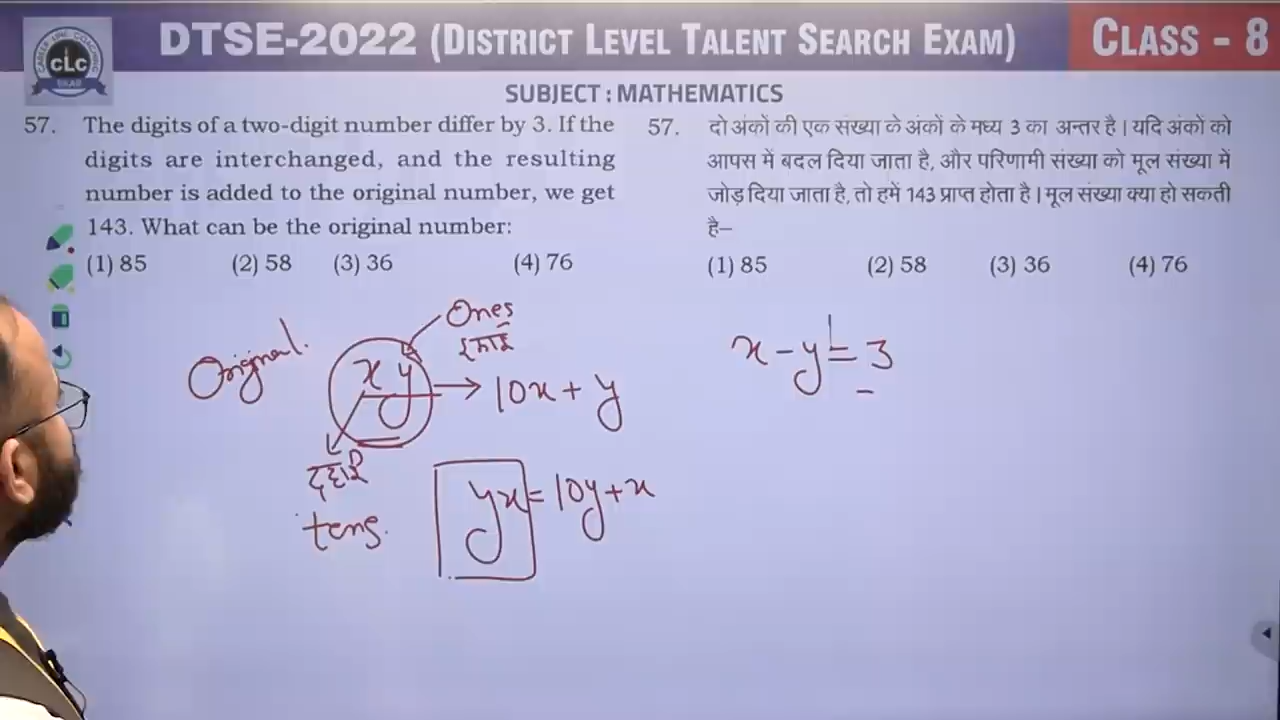 DTSE-2022 (DISTRICT LEVEL TALENT SEARCH EXAM) CLASS - 8
CLC
SIKAR
SUBJECT : MATHEMATICS
57. The digits of a two-digit number differ by 3. If the
digits are interchanged, and the resulting
number is added to the original number, we get
143. What can be the original number:
(1) 85 (2) 58 (3) 36 (4) 76
57. दो अंकों की एक संख्या के अंकों के मध्य 3 का अन्तर है। यदि अंकों को
आपस में बदल दिया जाता है, और परिणामी संख्या को मूल संख्या में
जोड़ दिया जाता है, तो हमें 143 प्राप्त होता है। मूल संख्या क्या हो सकती
है–
(1) 85 (2) 58 (3) 36 (4) 76
Ones
इकाई
Original.
x y → 10x + y
x - y = 3
दहाई
tens.
yx = 10y + x